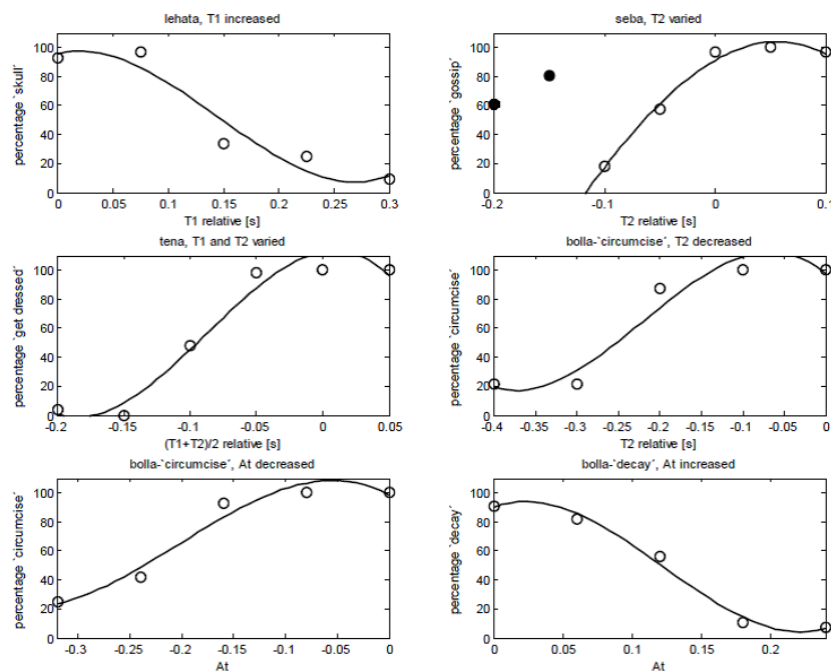 lehata, T1 increased
100
80
60
40
20
0
percentage `skull´
0 0.05 0.1 0.15 0.2 0.25 0.3
T1 relative [s]
seba, T2 varied
100
80
60
40
20
0
percentage `gossip´
-0.2 -0.1 0 0.1
T2 relative [s]
tena, T1 and T2 varied
100
80
60
40
20
0
percentage `get dressed´
-0.2 -0.15 -0.1 -0.05 0 0.05
(T1+T2)/2 relative [s]
bolla-`circumcise´, T2 decreased
100
80
60
40
20
0
percentage `circumcise´
-0.4 -0.35 -0.3 -0.25 -0.2 -0.15 -0.1 -0.05 0
T2 relative [s]
bolla-`circumcise´, At decreased
100
80
60
40
20
0
percentage `circumcise´
-0.3 -0.25 -0.2 -0.15 -0.1 -0.05 0
At
bolla-`decay´, At increased
100
80
60
40
20
0
percentage `decay´
0 0.05 0.1 0.15 0.2
At